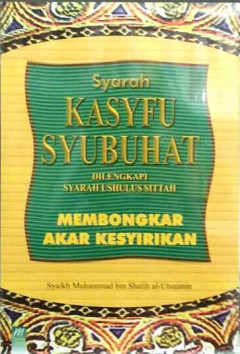 Syarah
KASYFU
SYUBUHAT
DILENGKAPI
SYARAH USHULUS SITTAH
MEMBONGKAR
AKAR KESYIRIKAN
Syaikh Muhammad bin Shalih al-Utsaimin